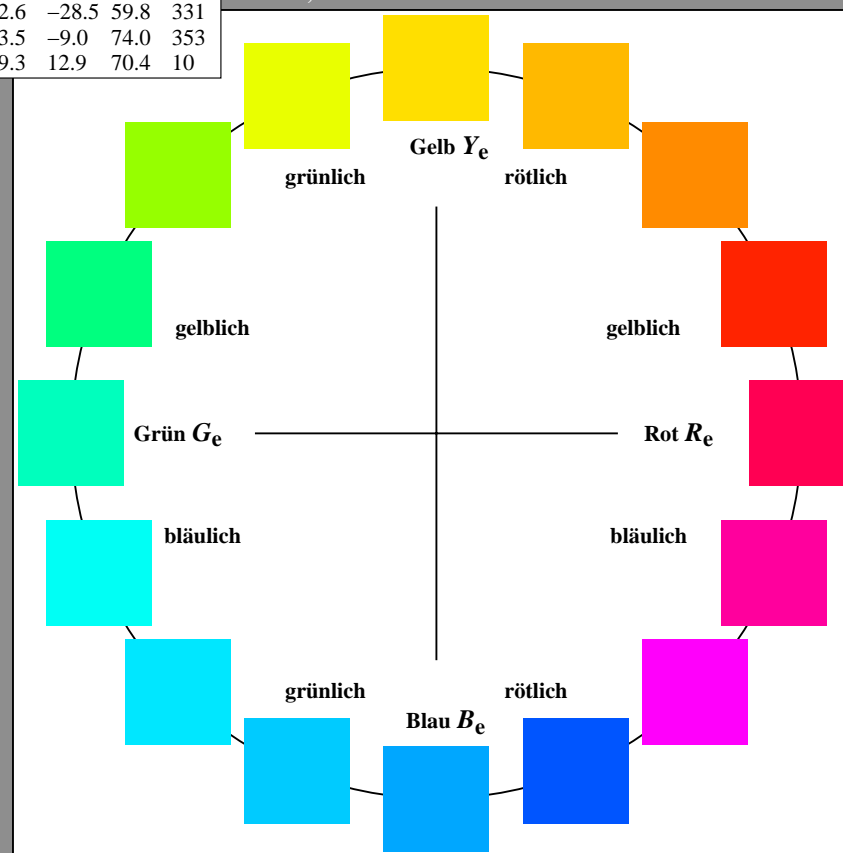 2.6 −28.5 59.8 331
3.5 −9.0 74.0 353
9.3 12.9 70.4 10
Gelb Yₑ
grünlich rötlich
gelblich gelblich
Grün Gₑ Rot Rₑ
bläulich bläulich
grünlich rötlich
Blau Bₑ